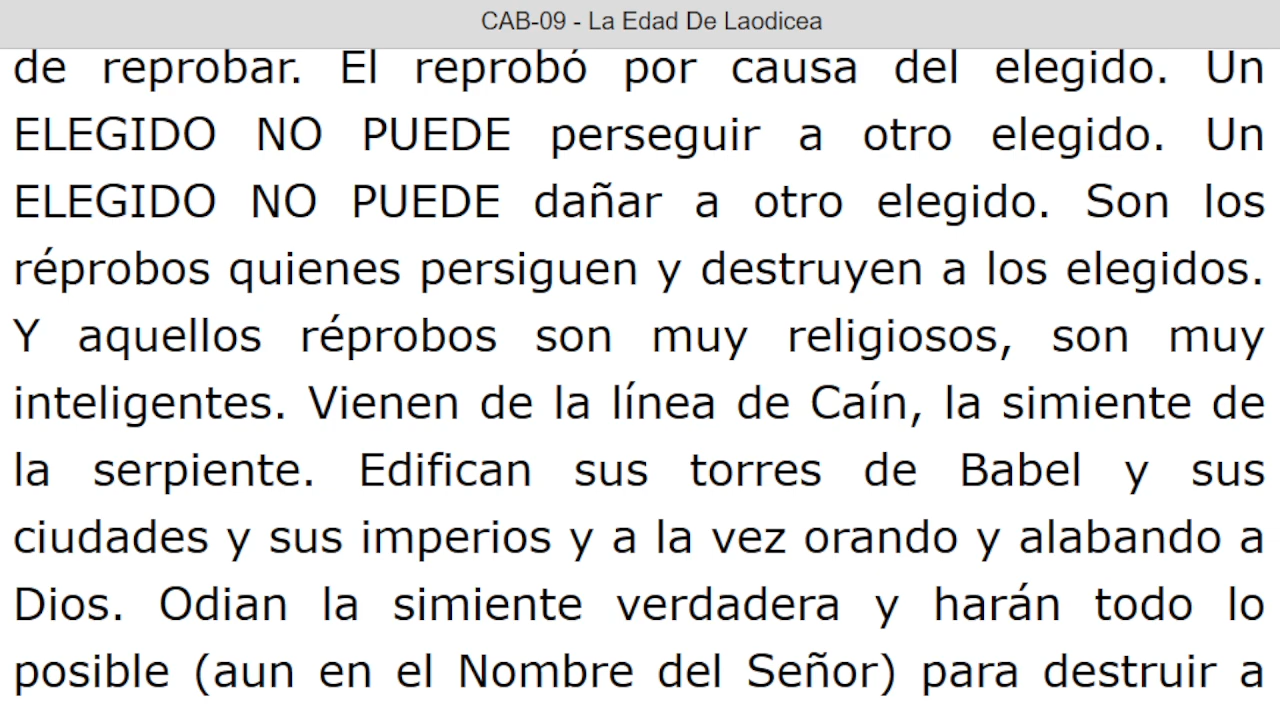 CAB-09 - La Edad De Laodicea
de reprobar. El reprobó por causa del elegido. Un
ELEGIDO NO PUEDE perseguir a otro elegido. Un
ELEGIDO NO PUEDE dañar a otro elegido. Son los
réprobos quienes persiguen y destruyen a los elegidos.
Y aquellos réprobos son muy religiosos, son muy
inteligentes. Vienen de la línea de Caín, la simiente de
la serpiente. Edifican sus torres de Babel y sus
ciudades y sus imperios y a la vez orando y alabando a
Dios. Odian la simiente verdadera y harán todo lo
posible (aun en el Nombre del Señor) para destruir a